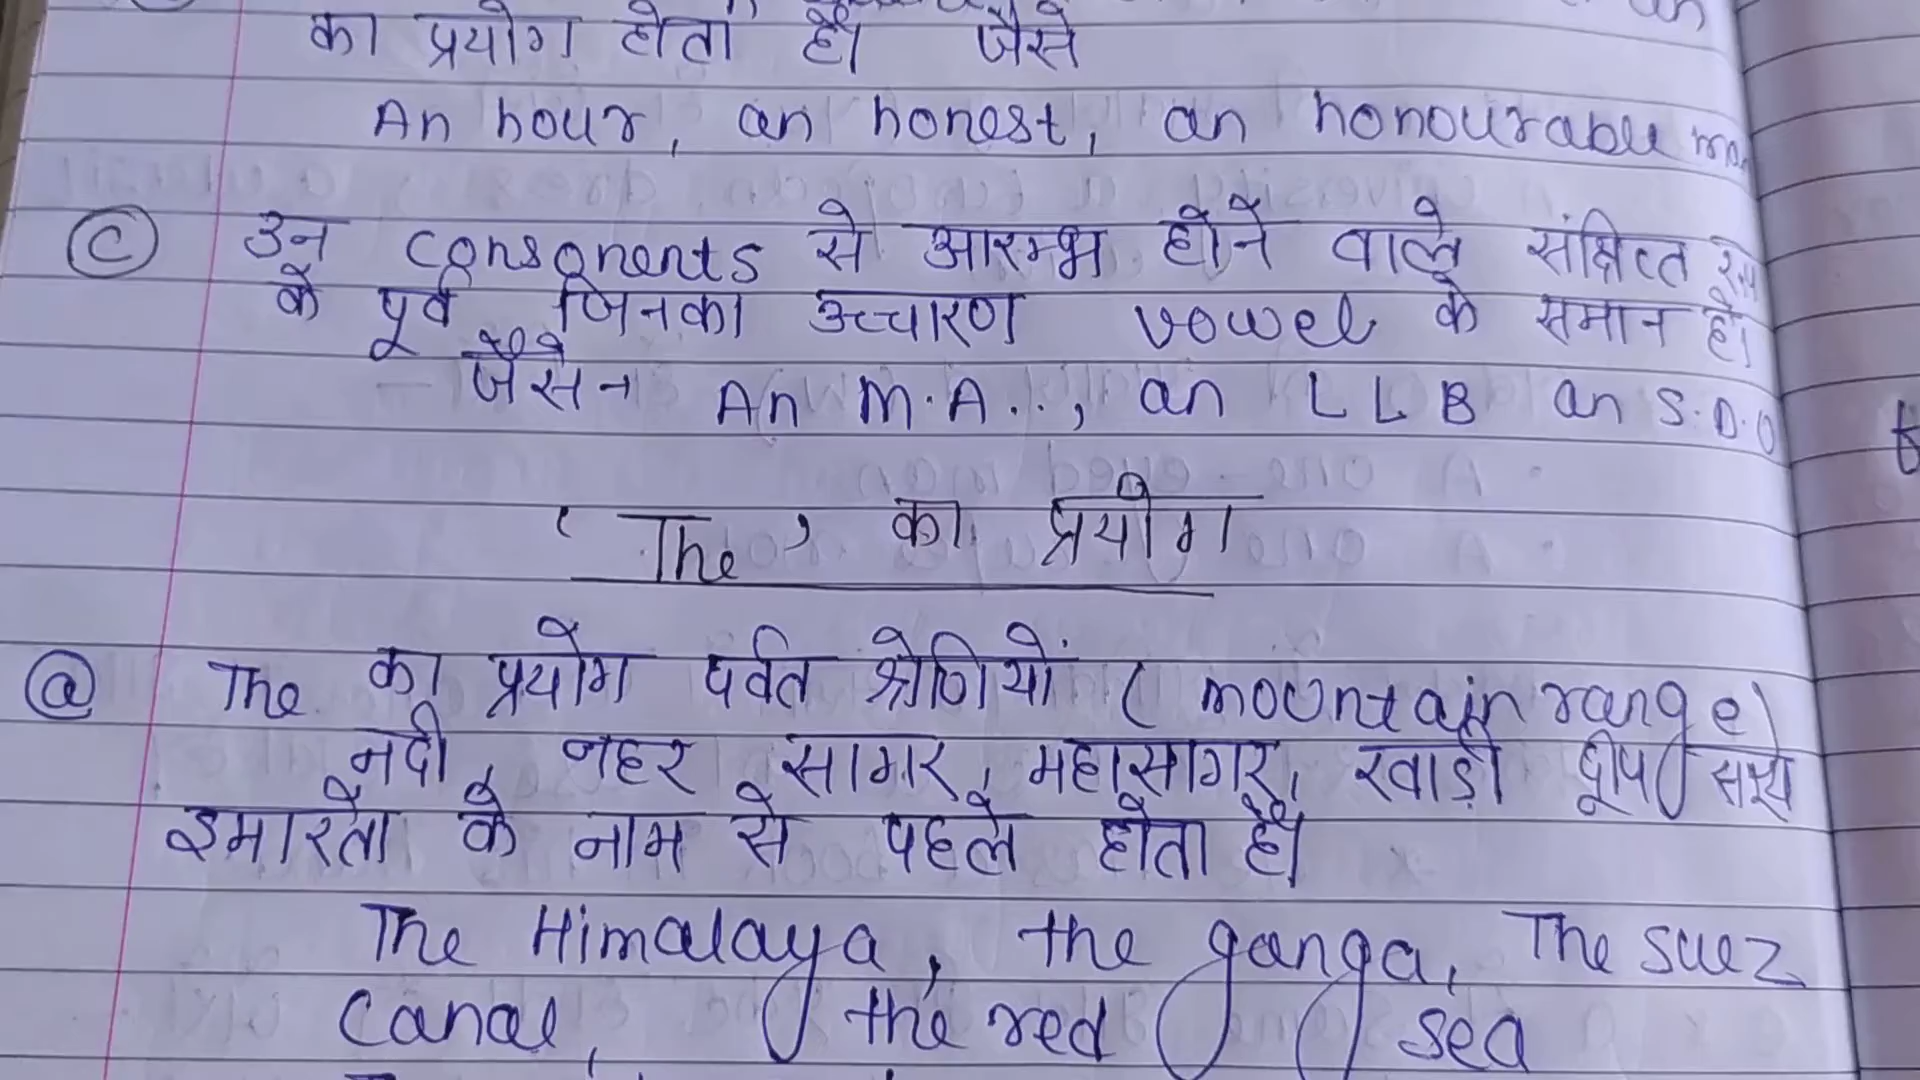 का प्रयोग होता है। जैसे
An hour, an honest, an honourable
(C) उन consonents से आरम्भ होने वाले संक्षिप्त
के पूर्व जिनका उच्चारण vowel के समान है।
जैसे → An M.A.., an LLB an S.D.O
'The' का प्रयोग
(a) The का प्रयोग पर्वत श्रेणियों (mountain range)
नदी, नहर सागर, महासागर, खाड़ी द्वीप
इमारतों के नाम से पहले होता है।
The Himalaya, the ganga, The suez
Canal, the red sea